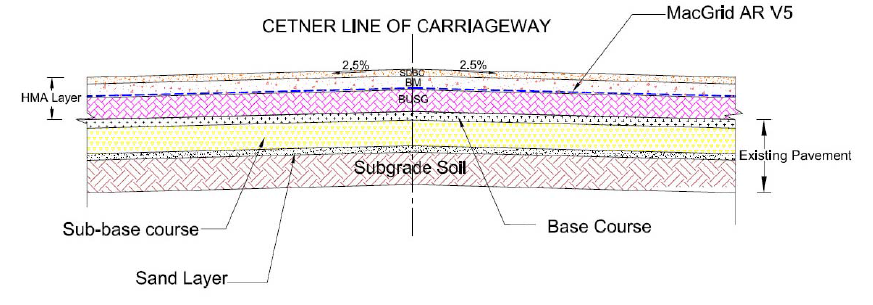 MacGrid AR V5
CETNER LINE OF CARRIAGEWAY
2.5% 2.5%
SDBC
BM
HMA Layer
BUSG
Existing Pavement
Subgrade Soil
Sub-base course
Base Course
Sand Layer